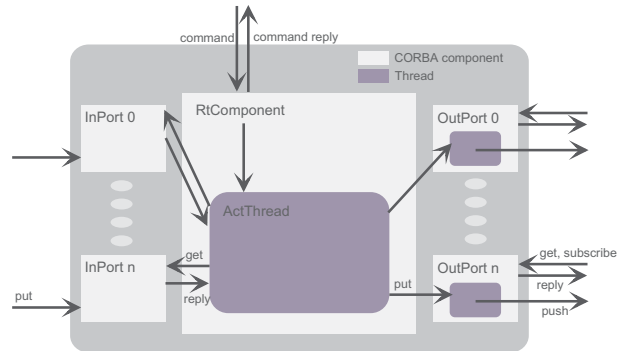 command
command reply
CORBA component
Thread
InPort 0
RtComponent
OutPort 0
ActThread
InPort n
get
reply
put
put
OutPort n
get, subscribe
reply
push